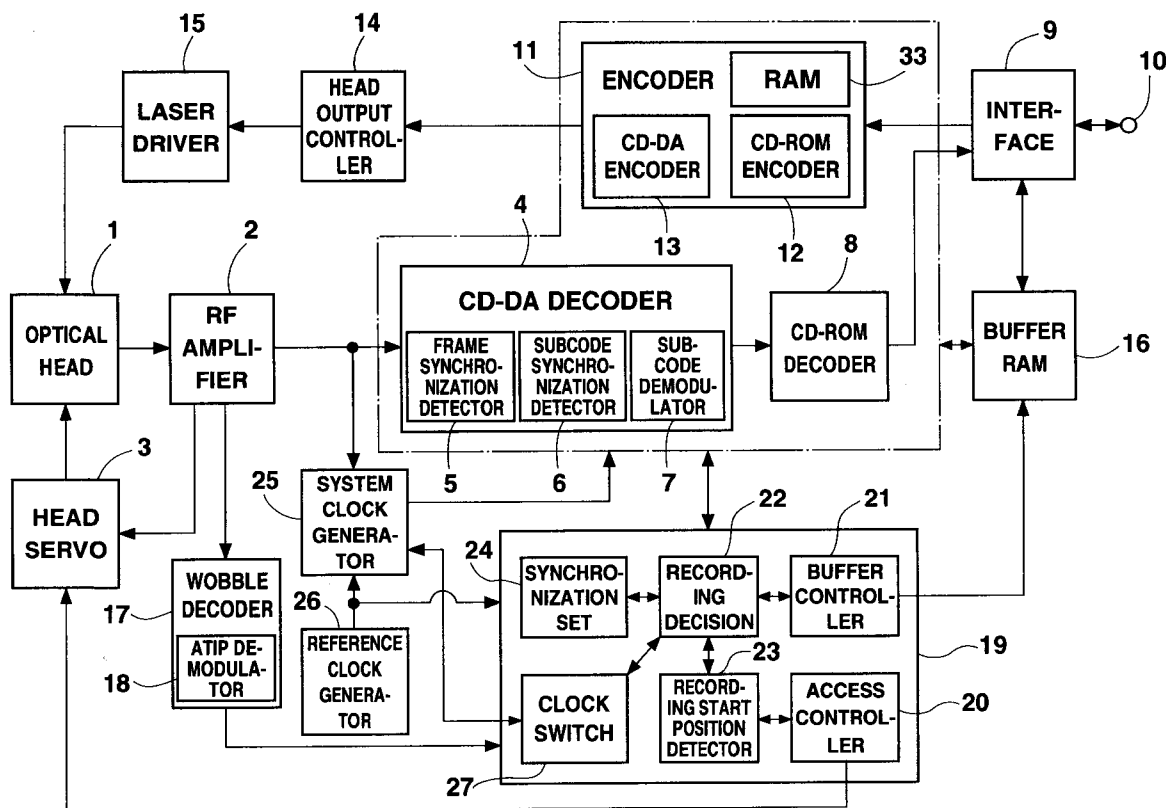 15
14
11
33
9
10
LASER
DRIVER
HEAD
OUTPUT
CONTROL-
LER
ENCODER
RAM
CD-DA
ENCODER
CD-ROM
ENCODER
INTER-
FACE
13
12
1
2
4
8
OPTICAL
HEAD
RF
AMPLI-
FIER
CD-DA DECODER
FRAME
SYNCHRO-
NIZATION
DETECTOR
SUBCODE
SYNCHRO-
NIZATION
DETECTOR
SUB-
CODE
DEMODU-
LATOR
CD-ROM
DECODER
BUFFER
RAM
16
5
6
7
3
HEAD
SERVO
25
SYSTEM
CLOCK
GENERA-
TOR
22
21
17
WOBBLE
DECODER
18
ATIP DE-
MODULA-
TOR
26
REFERENCE
CLOCK
GENERA-
TOR
24
SYNCHRO-
NIZATION
SET
RECORD-
ING
DECISION
BUFFER
CONTROL-
LER
19
23
CLOCK
SWITCH
RECORD-
ING START
POSITION
DETECTOR
ACCESS
CONTROL-
LER
20
27